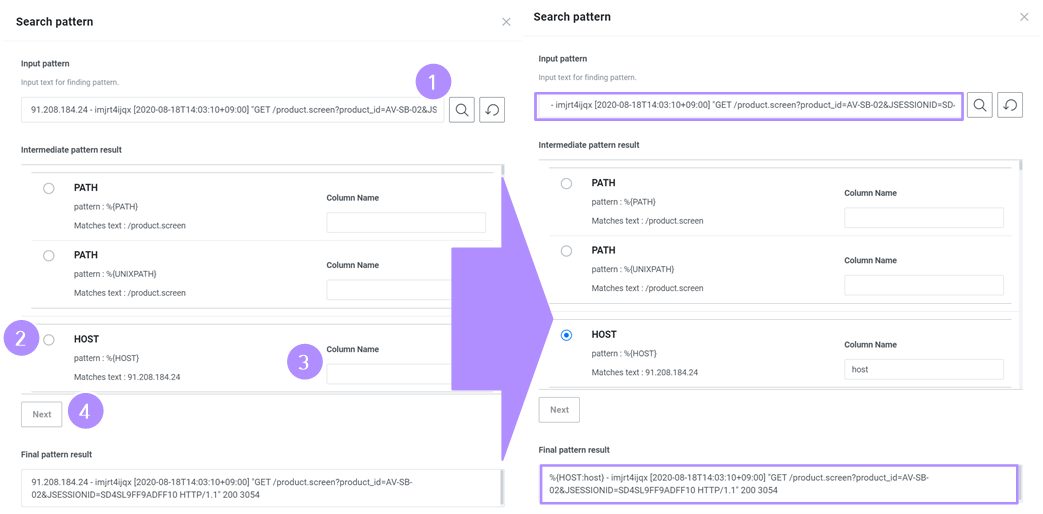 Search pattern
Input pattern
Input text for finding pattern.
1
91.208.184.24 - imjrt4ijqx [2020-08-18T14:03:10+09:00] "GET /product.screen?product_id=AV-SB-02&JS
Intermediate pattern result
PATH
pattern : %{PATH}
Matches text : /product.screen
Column Name
PATH
pattern : %{UNIXPATH}
Matches text : /product.screen
Column Name
2
HOST
pattern : %{HOST}
Matches text : 91.208.184.24
3
Column Name
Next
4
Final pattern result
91.208.184.24 - imjrt4ijqx [2020-08-18T14:03:10+09:00] "GET /product.screen?product_id=AV-SB-
02&JSESSIONID=SD4SL9FF9ADFF10 HTTP/1.1" 200 3054
Search pattern
Input pattern
Input text for finding pattern.
- imjrt4ijqx [2020-08-18T14:03:10+09:00] "GET /product.screen?product_id=AV-SB-02&JSESSIONID=SD4
Intermediate pattern result
PATH
pattern : %{PATH}
Matches text : /product.screen
Column Name
PATH
pattern : %{UNIXPATH}
Matches text : /product.screen
Column Name
HOST
pattern : %{HOST}
Matches text : 91.208.184.24
Column Name
host
Next
Final pattern result
%{HOST:host} - imjrt4ijqx [2020-08-18T14:03:10+09:00] "GET /product.screen?product_id=AV-SB-
02&JSESSIONID=SD4SL9FF9ADFF10 HTTP/1.1" 200 3054